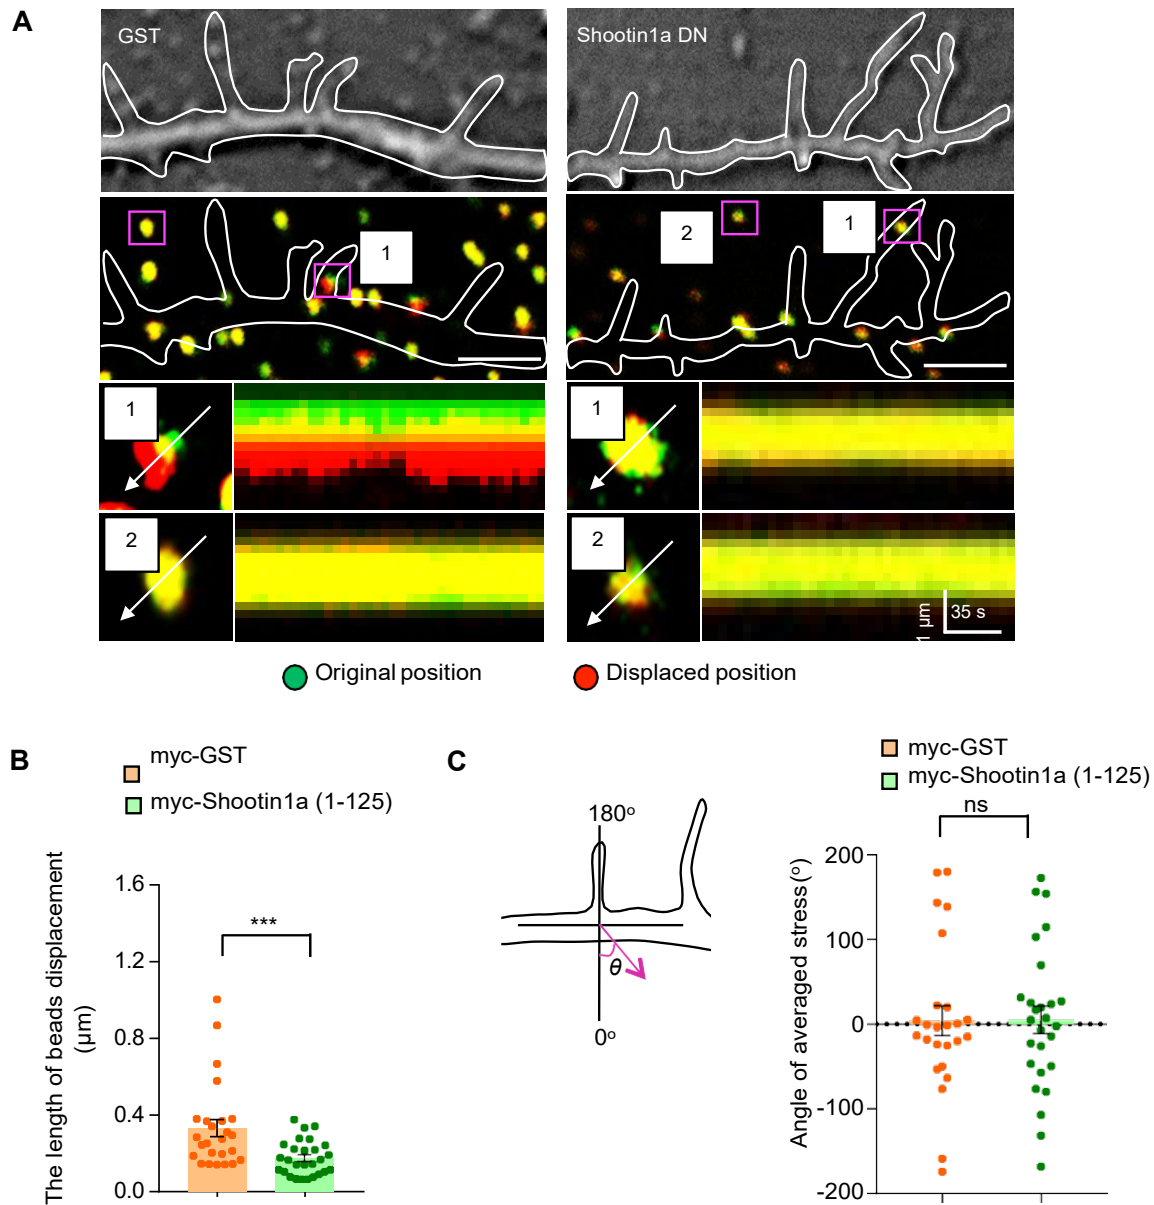 A
GST
Shootin1a DN
1
2
1
1
1
2
2
1 μm
35 s
Original position
Displaced position
B
myc-GST
myc-Shootin1a (1-125)
The length of beads displacement
(μm)
1.6
1.2
0.8
0.4
0.0
***
C
180°
θ
0°
myc-GST
myc-Shootin1a (1-125)
ns
Angle of averaged stress (°)
200
100
0
-100
-200